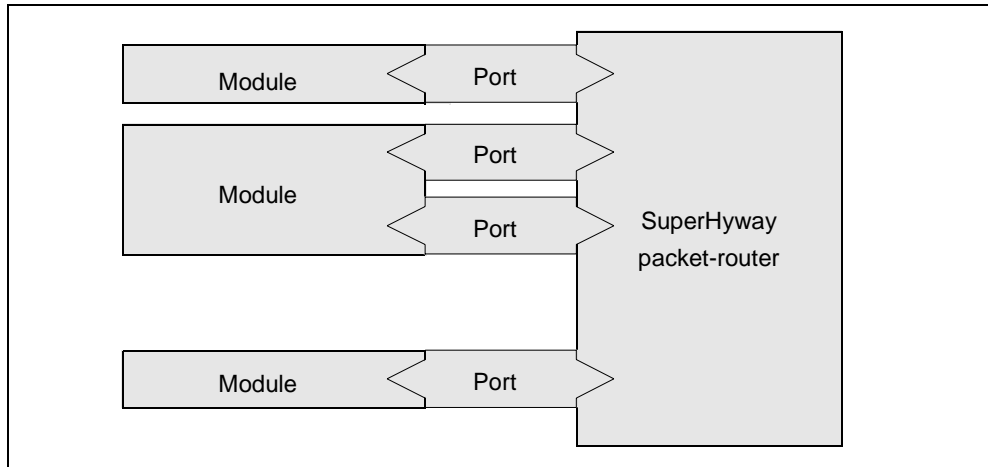 Module
Port
Port
Module
Port
SuperHyway
packet-router
Module
Port